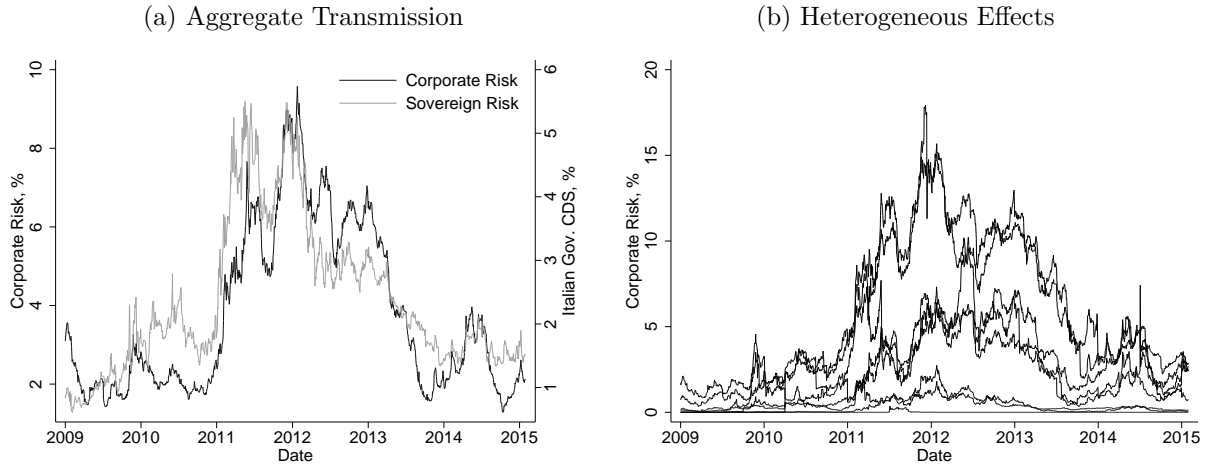 (a) Aggregate Transmission
Corporate Risk, %
10
8
6
4
2
Corporate Risk
Sovereign Risk
6
5
4
3
2
1
Italian Gov. CDS, %
2009 2010 2011 2012 2013 2014 2015
Date
(b) Heterogeneous Effects
Corporate Risk, %
20
15
10
5
0
2009 2010 2011 2012 2013 2014 2015
Date